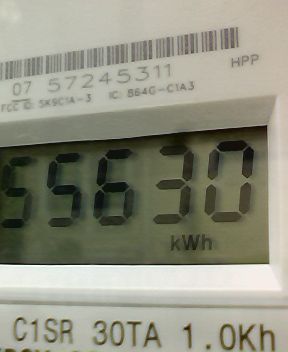 HPP
07 57245311
FCC ID: SK9C1A-3 IC: 864G-C1A3
55630
kWh
C1SR 30TA 1.0Kh